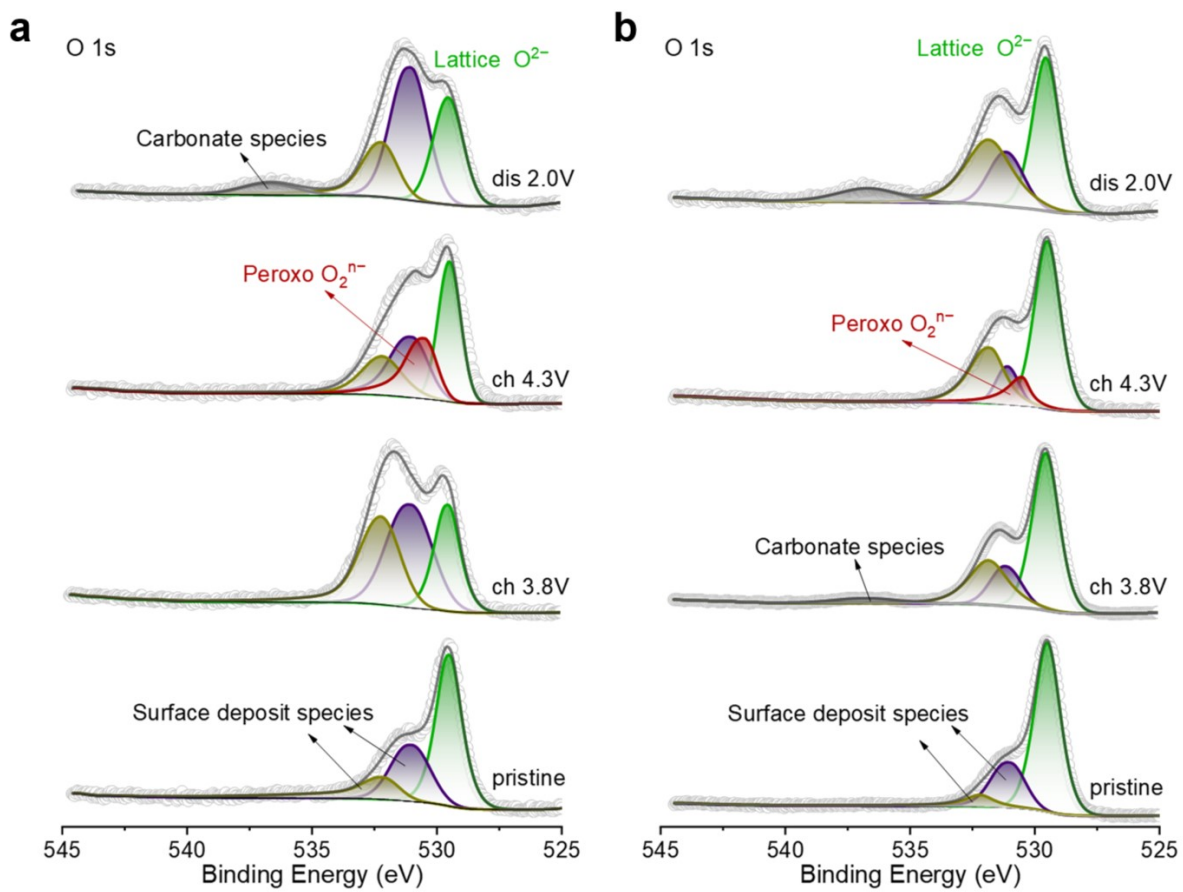 a
O 1s
Lattice O²⁻
Carbonate species
dis 2.0V
Peroxo O₂ⁿ⁻
ch 4.3V
ch 3.8V
Surface deposit species
pristine
545 540 535 530 525
Binding Energy (eV)
b
O 1s
Lattice O²⁻
dis 2.0V
Peroxo O₂ⁿ⁻
ch 4.3V
Carbonate species
ch 3.8V
Surface deposit species
pristine
545 540 535 530 525
Binding Energy (eV)